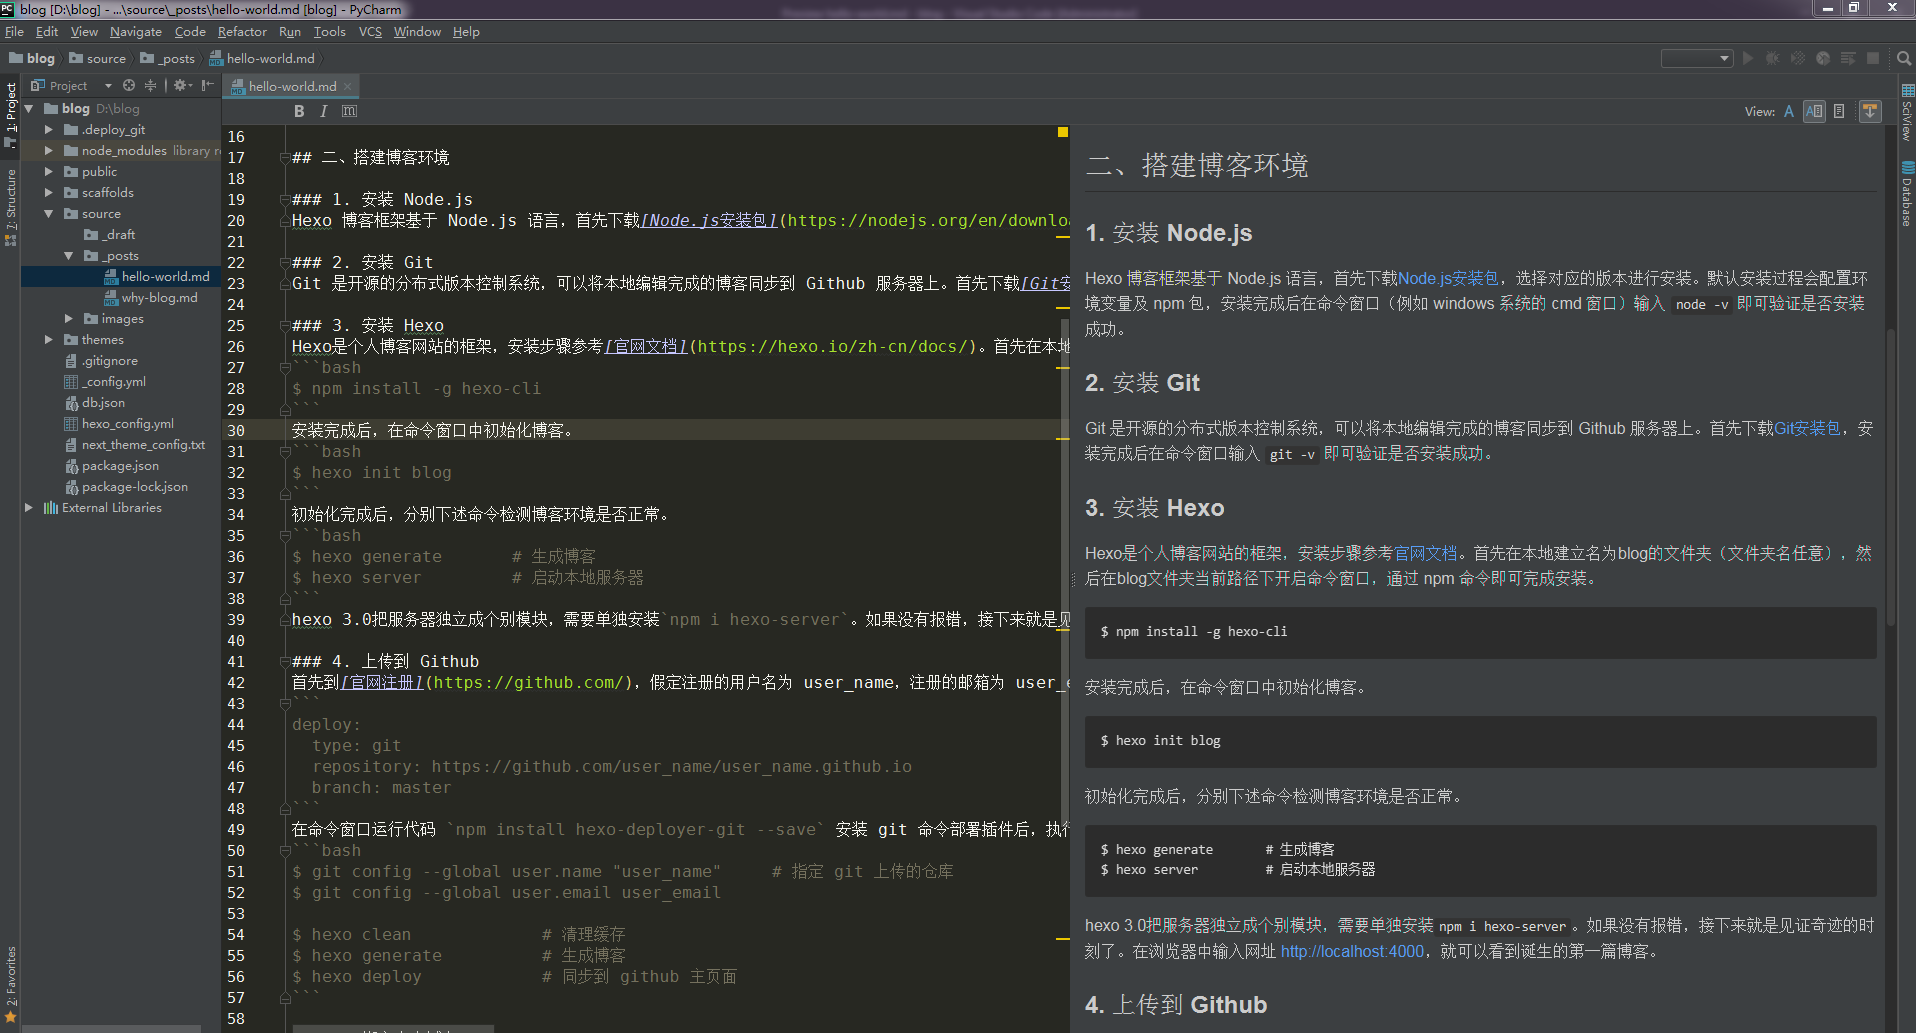 blog [D:\blog] - ...\source\_posts\hello-world.md [blog] - PyCharm
File Edit View Navigate Code Refactor Run Tools VCS Window Help
blog source _posts hello-world.md
Project
hello-world.md
B I m
View: A
1: Project
7: Structure
2: Favorites
SciView
Database
blog D:\blog
.deploy_git
node_modules library r
public
scaffolds
source
_draft
_posts
hello-world.md
why-blog.md
images
themes
.gitignore
_config.yml
db.json
hexo_config.yml
next_theme_config.txt
package.json
package-lock.json
External Libraries
16
17 ## 二、搭建博客环境
18
19 ### 1. 安装 Node.js
20 Hexo 博客框架基于 Node.js 语言，首先下载[Node.js安装包](https://nodejs.org/en/downlo
21
22 ### 2. 安装 Git
23 Git 是开源的分布式版本控制系统，可以将本地编辑完成的博客同步到 Github 服务器上。首先下载[Git安
24
25 ### 3. 安装 Hexo
26 Hexo是个人博客网站的框架，安装步骤参考[官网文档](https://hexo.io/zh-cn/docs/)。首先在本地
27 ```bash
28 $ npm install -g hexo-cli
29 ```
30 安装完成后，在命令窗口中初始化博客。
31 ```bash
32 $ hexo init blog
33 ```
34 初始化完成后，分别下述命令检测博客环境是否正常。
35 ```bash
36 $ hexo generate # 生成博客
37 $ hexo server # 启动本地服务器
38 ```
39 hexo 3.0把服务器独立成个别模块，需要单独安装`npm i hexo-server`。如果没有报错，接下来就是见
40
41 ### 4. 上传到 Github
42 首先到[官网注册](https://github.com/)，假定注册的用户名为 user_name，注册的邮箱为 user_e
43 ```
44 deploy:
45 type: git
46 repository: https://github.com/user_name/user_name.github.io
47 branch: master
48 ```
49 在命令窗口运行代码 `npm install hexo-deployer-git --save` 安装 git 命令部署插件后，执行
50 ```bash
51 $ git config --global user.name "user_name" # 指定 git 上传的仓库
52 $ git config --global user.email user_email
53
54 $ hexo clean # 清理缓存
55 $ hexo generate # 生成博客
56 $ hexo deploy # 同步到 github 主页面
57 ```
58
二、搭建博客环境
1. 安装 Node.js
Hexo 博客框架基于 Node.js 语言，首先下载Node.js安装包，选择对应的版本进行安装。默认安装过程会配置环
境变量及 npm 包，安装完成后在命令窗口（例如 windows 系统的 cmd 窗口）输入 node -v 即可验证是否安装
成功。
2. 安装 Git
Git 是开源的分布式版本控制系统，可以将本地编辑完成的博客同步到 Github 服务器上。首先下载Git安装包，安
装完成后在命令窗口输入 git -v 即可验证是否安装成功。
3. 安装 Hexo
Hexo是个人博客网站的框架，安装步骤参考官网文档。首先在本地建立名为blog的文件夹（文件夹名任意），然
后在blog文件夹当前路径下开启命令窗口，通过 npm 命令即可完成安装。
$ npm install -g hexo-cli
安装完成后，在命令窗口中初始化博客。
$ hexo init blog
初始化完成后，分别下述命令检测博客环境是否正常。
$ hexo generate # 生成博客
$ hexo server # 启动本地服务器
hexo 3.0把服务器独立成个别模块，需要单独安装 npm i hexo-server 。如果没有报错，接下来就是见证奇迹的时
刻了。在浏览器中输入网址 http://localhost:4000，就可以看到诞生的第一篇博客。
4. 上传到 Github